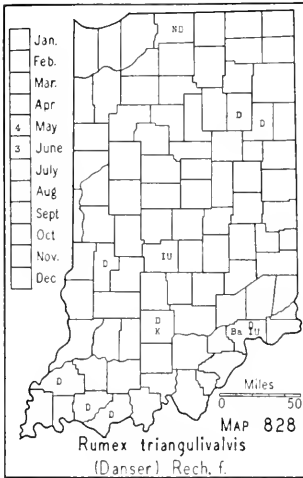 Jan.
Feb.
Mar.
Apr
4 May
3 June
July
Aug
Sept
Oct
Nov.
Dec
ND
D
D
D
IU
D
K
D
Ba IU
D
D
D
Miles
0 50
MAP 828
Rumex triangulivalvis
(Danser) Rech. f.